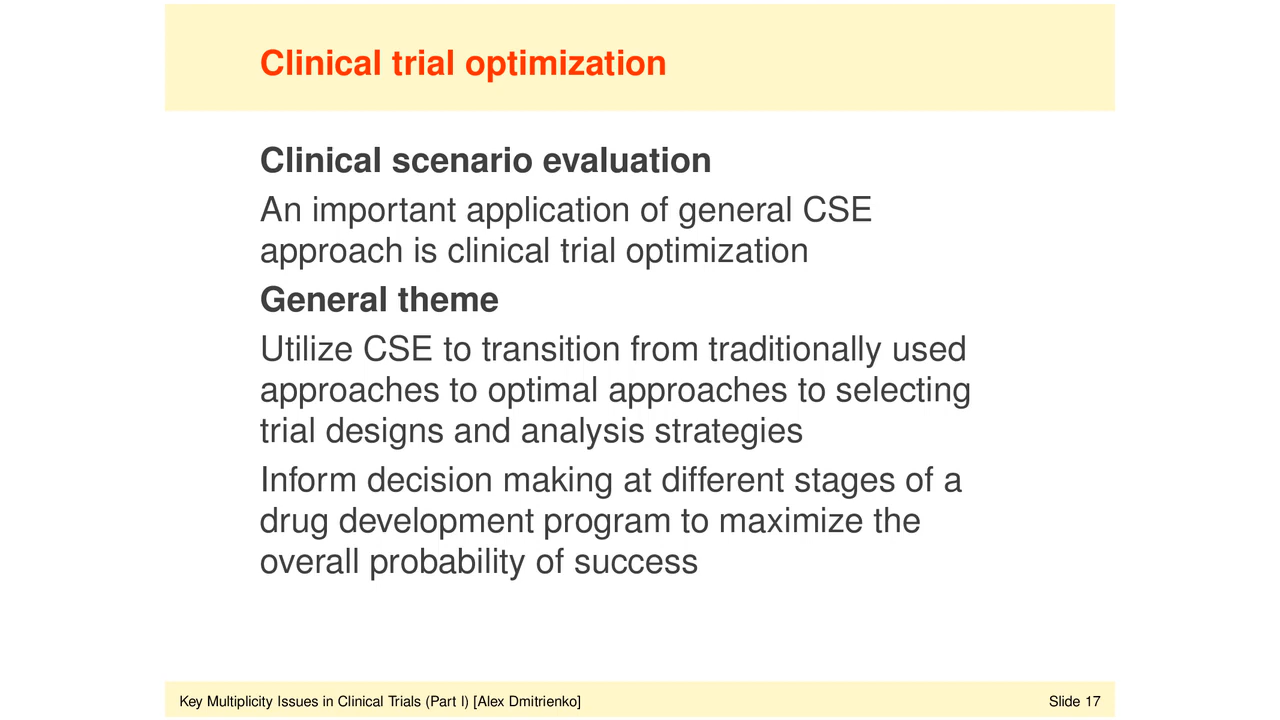 Clinical trial optimization
Clinical scenario evaluation
An important application of general CSE
approach is clinical trial optimization
General theme
Utilize CSE to transition from traditionally used
approaches to optimal approaches to selecting
trial designs and analysis strategies
Inform decision making at different stages of a
drug development program to maximize the
overall probability of success
Key Multiplicity Issues in Clinical Trials (Part I) [Alex Dmitrienko]
Slide 17